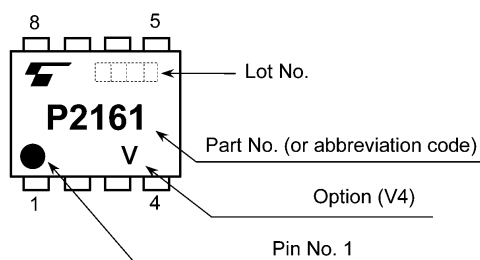 8 5
Lot No.
P2161
Part No. (or abbreviation code)
V
1 4
Option (V4)
Pin No. 1